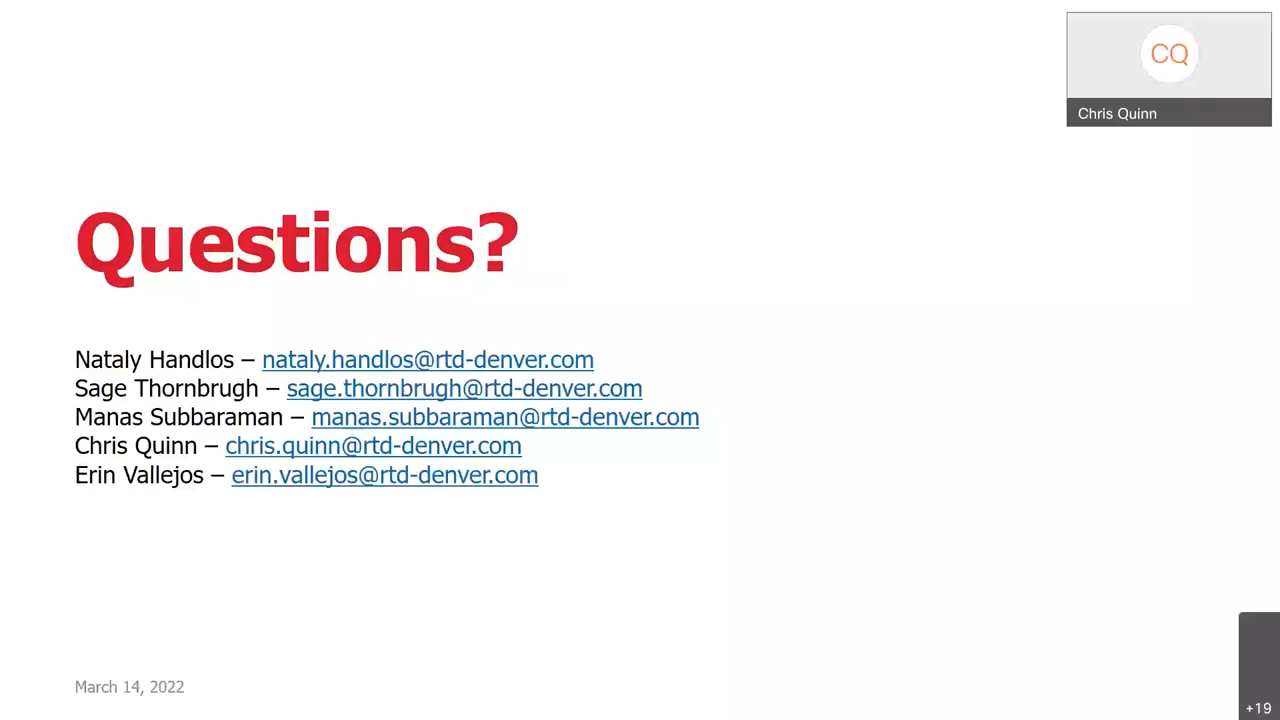 CQ
Chris Quinn
Questions?
Nataly Handlos – nataly.handlos@rtd-denver.com
Sage Thornbrugh – sage.thornbrugh@rtd-denver.com
Manas Subbaraman – manas.subbaraman@rtd-denver.com
Chris Quinn – chris.quinn@rtd-denver.com
Erin Vallejos – erin.vallejos@rtd-denver.com
March 14, 2022
+19